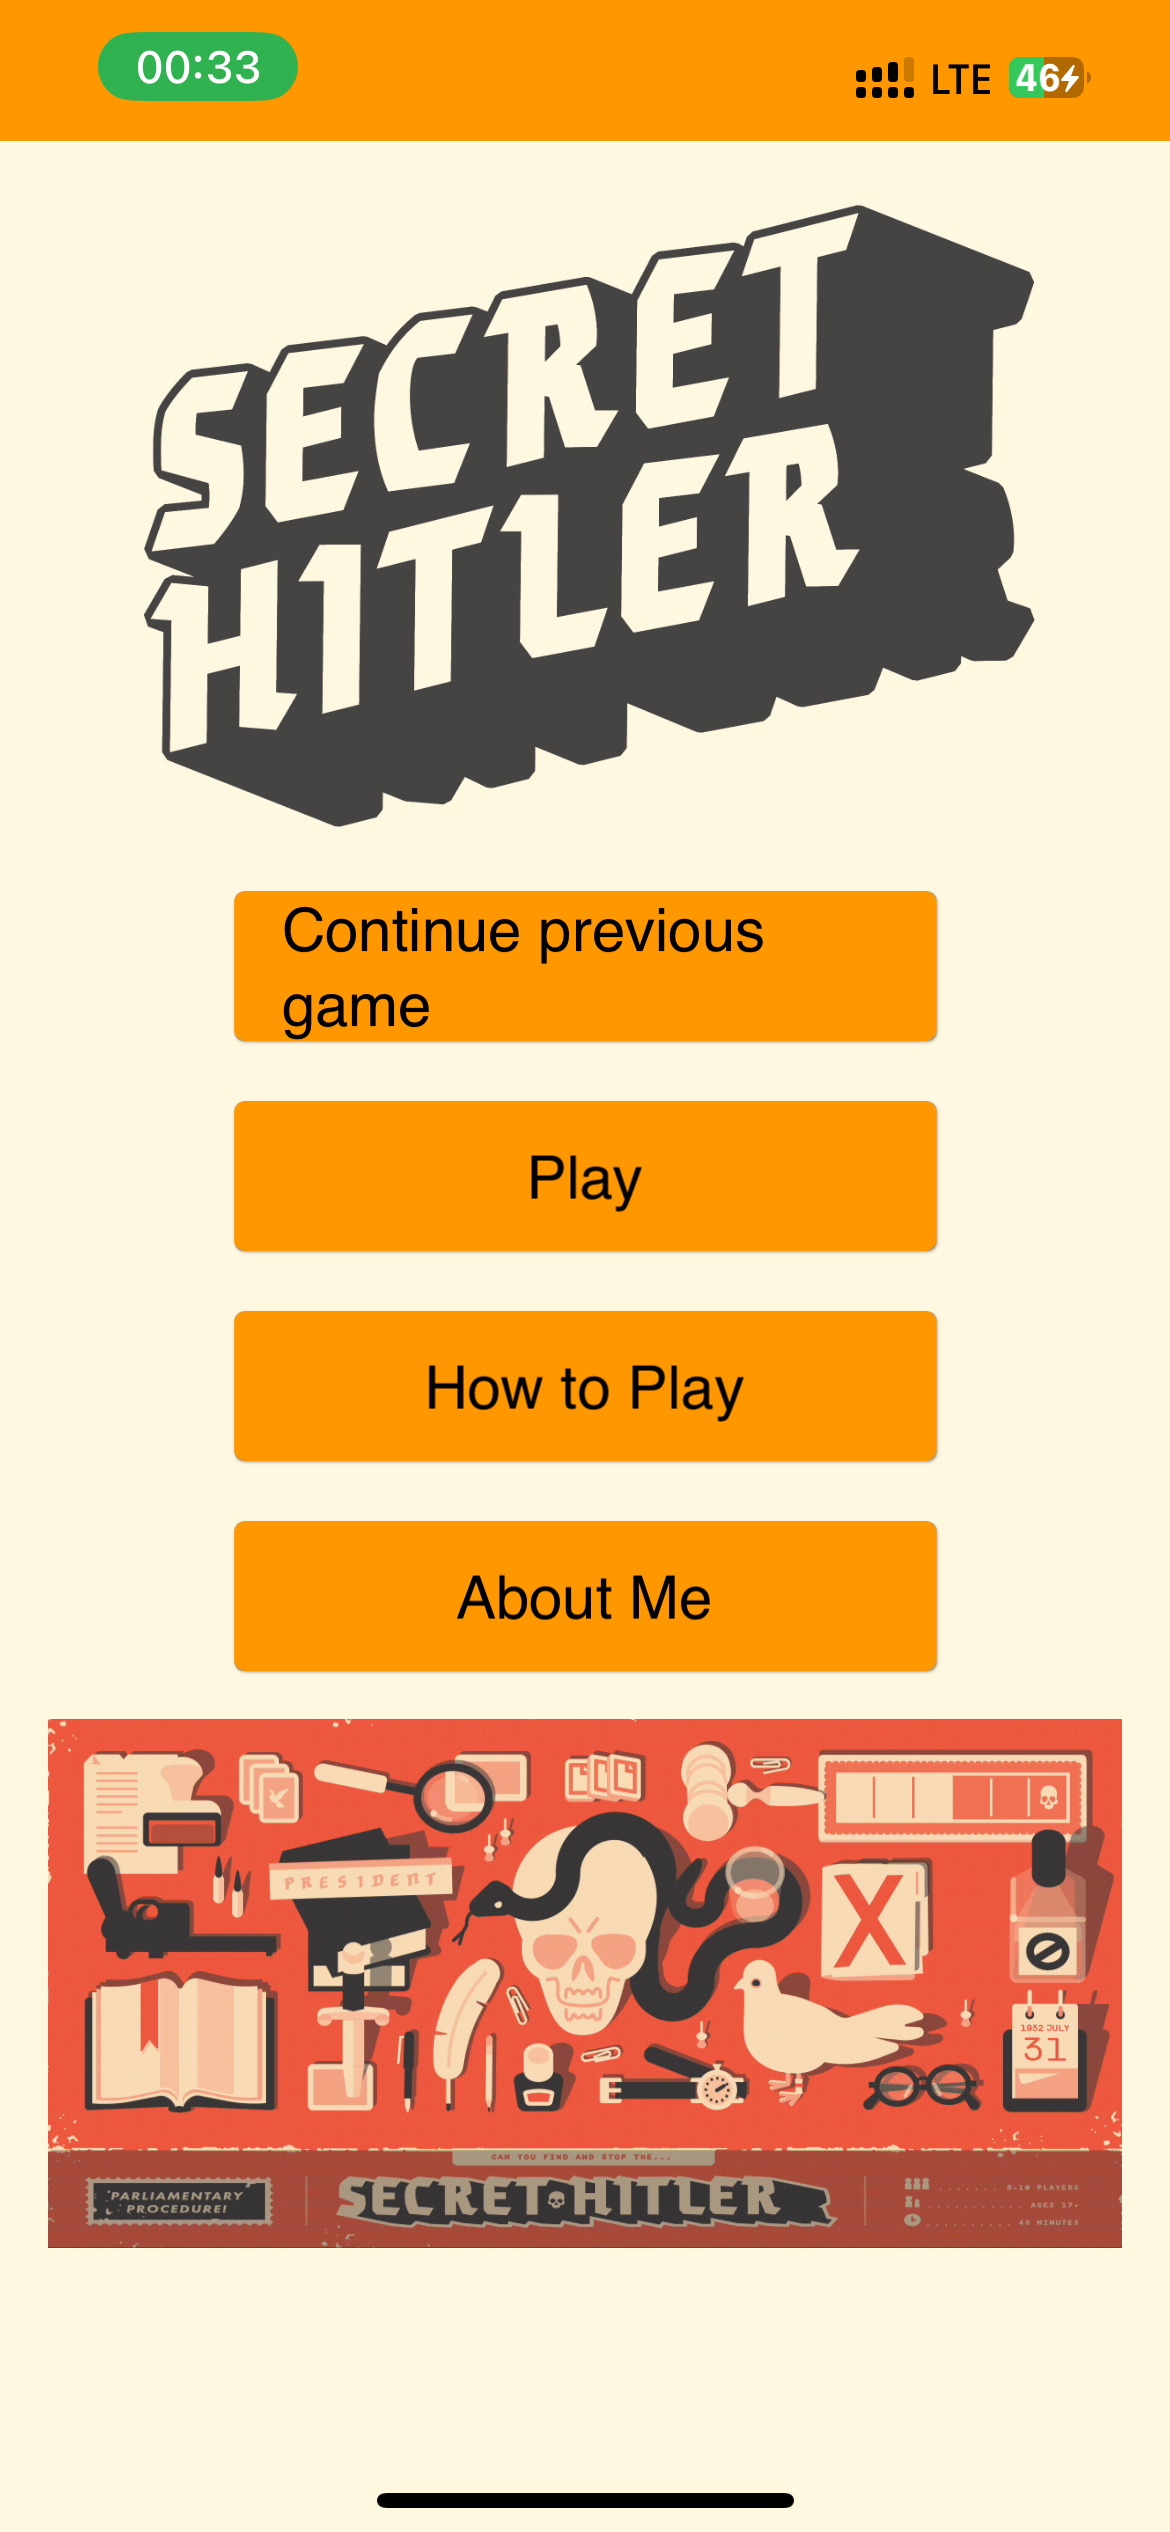 00:33
LTE 46
SECRET
HITLER
Continue previous
game
Play
How to Play
About Me
PRESIDENT
X
1952 JULY
31
CAN YOU FIND AND STOP THE...
PARLIAMENTARY
PROCEDURE!
SECRET HITLER
5-10 PLAYERS
AGES 17+
45 MINUTES